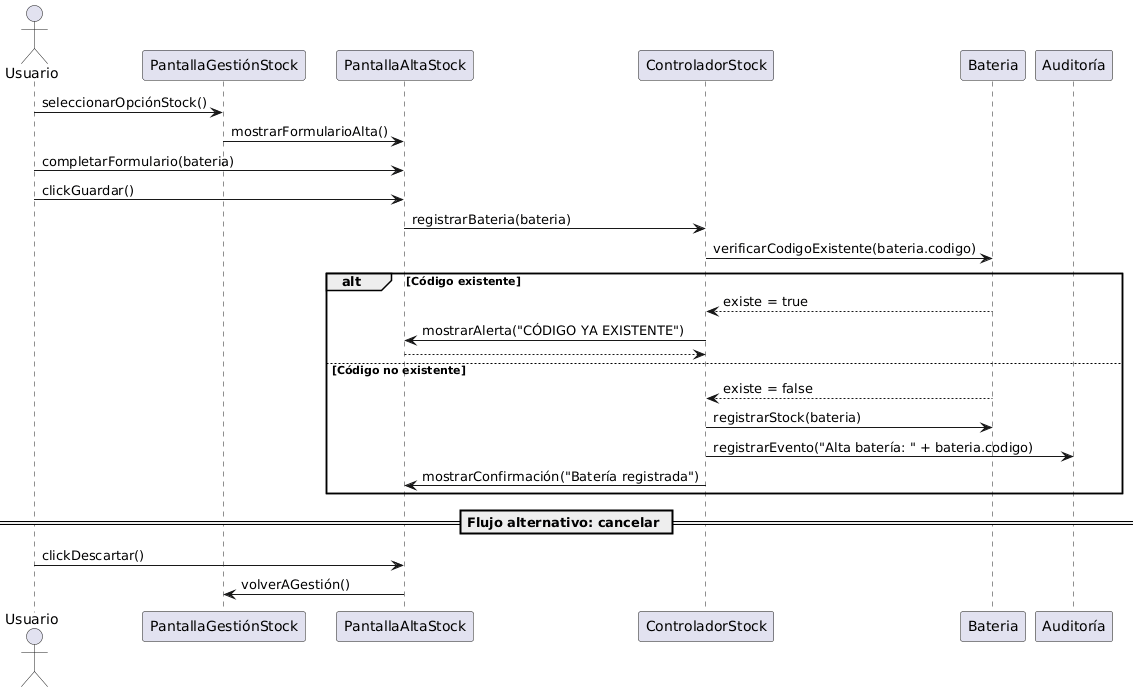 Usuario
PantallaGestiónStock
PantallaAltaStock
ControladorStock
Bateria
Auditoría
seleccionarOpciónStock()
mostrarFormularioAlta()
completarFormulario(bateria)
clickGuardar()
registrarBateria(bateria)
verificarCodigoExistente(bateria.codigo)
alt [Código existente]
existe = true
mostrarAlerta("CÓDIGO YA EXISTENTE")
[Código no existente]
existe = false
registrarStock(bateria)
registrarEvento("Alta batería: " + bateria.codigo)
mostrarConfirmación("Batería registrada")
Flujo alternativo: cancelar
clickDescartar()
volverAGestión()
Usuario
PantallaGestiónStock
PantallaAltaStock
ControladorStock
Bateria
Auditoría